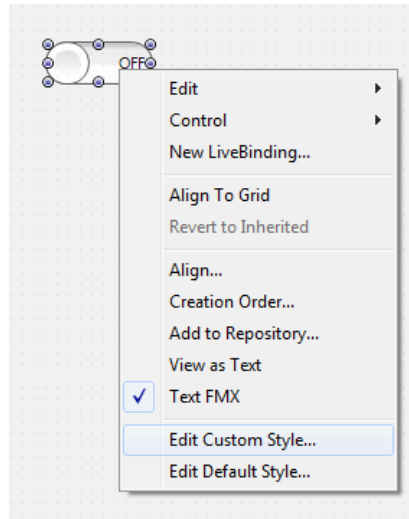 OFF
Edit
Control
New LiveBinding...
Align To Grid
Revert to Inherited
Align...
Creation Order...
Add to Repository...
View as Text
Text FMX
Edit Custom Style...
Edit Default Style...